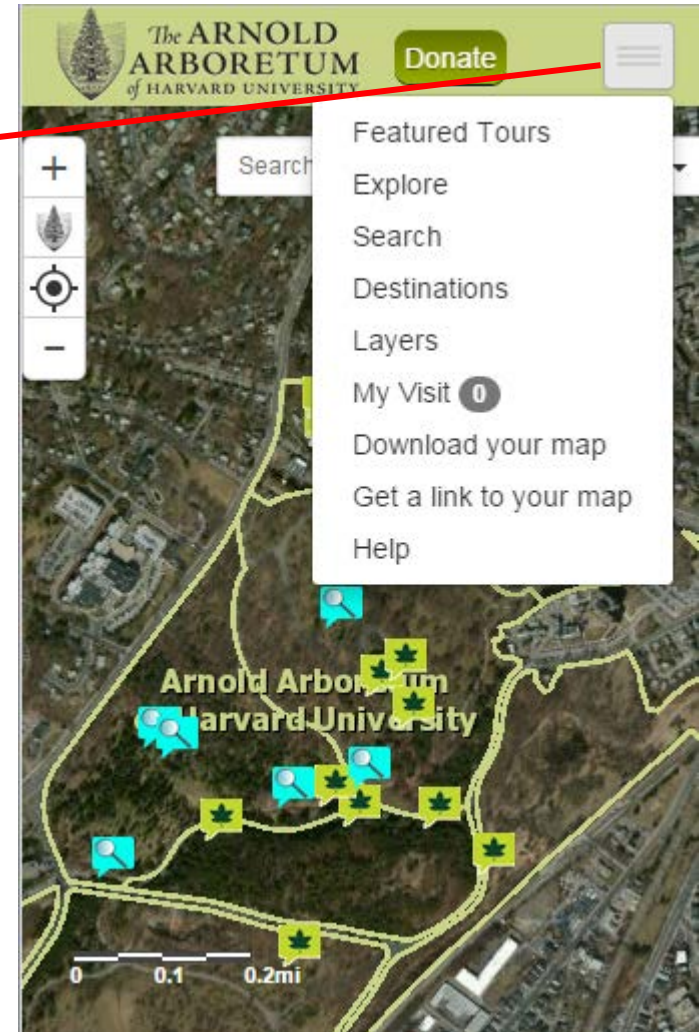 The ARNOLD
ARBORETUM
of HARVARD UNIVERSITY
Donate
+
Search
−
Featured Tours
Explore
Search
Destinations
Layers
My Visit 0
Download your map
Get a link to your map
Help
Arnold Arboretum
Harvard University
0 0.1 0.2mi